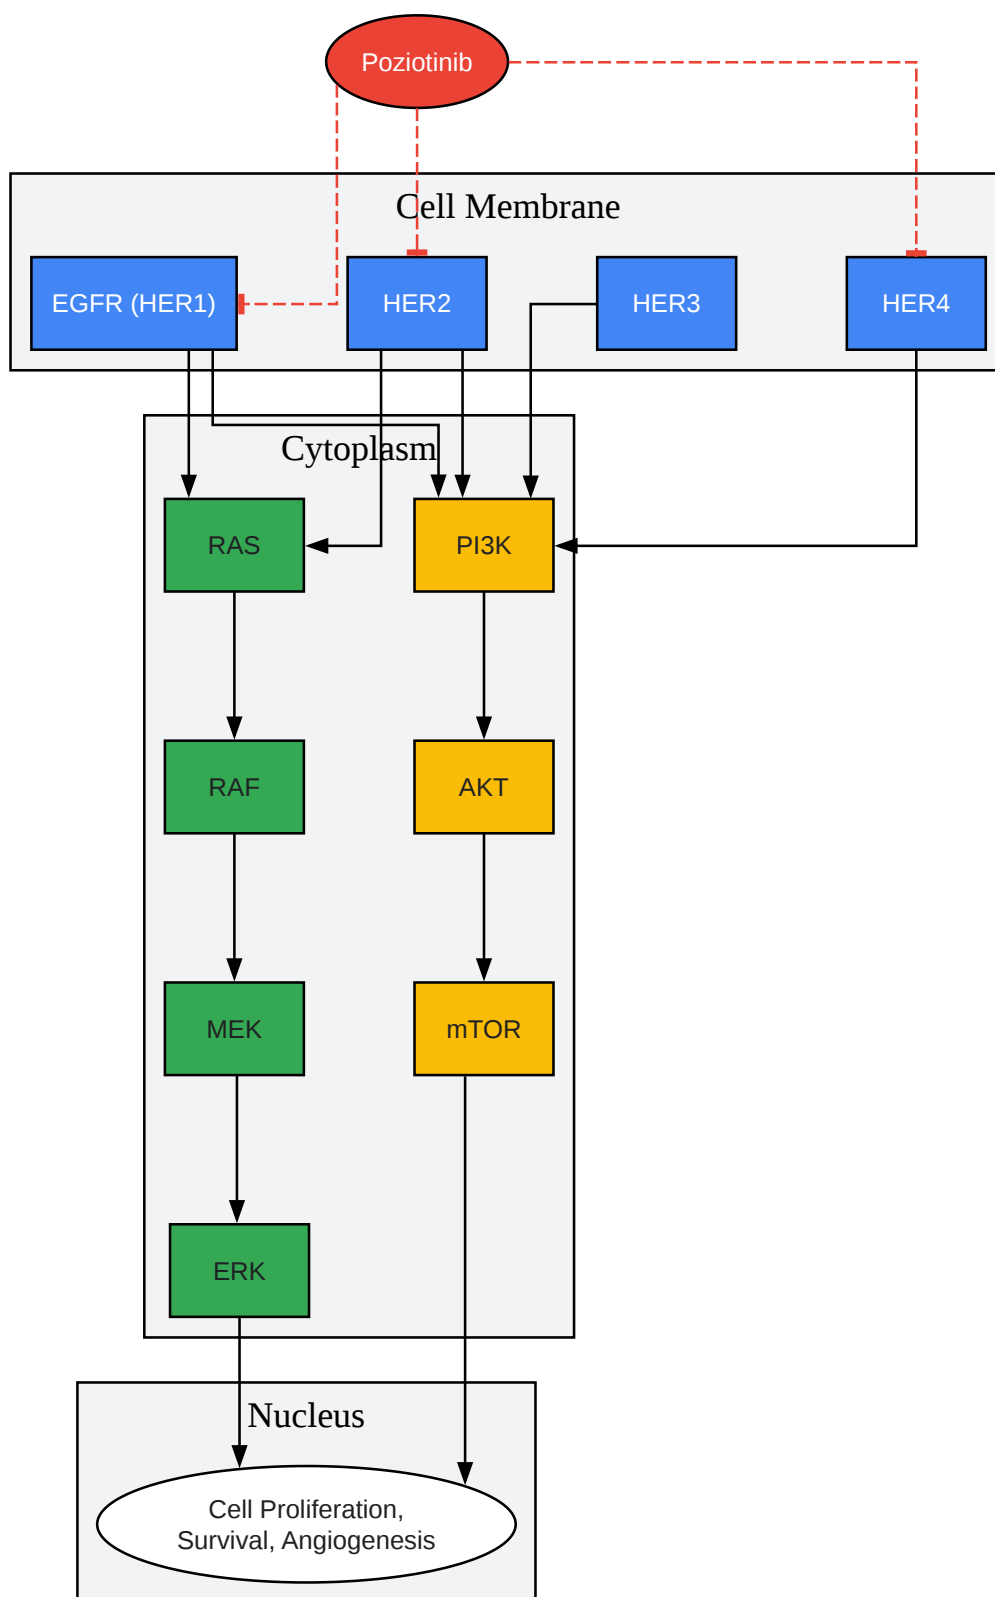 Poziotinib
Cell Membrane
EGFR (HER1)
HER2
HER3
HER4
Cytoplasm
RAS
PI3K
RAF
AKT
MEK
mTOR
ERK
Nucleus
Cell Proliferation,
Survival, Angiogenesis